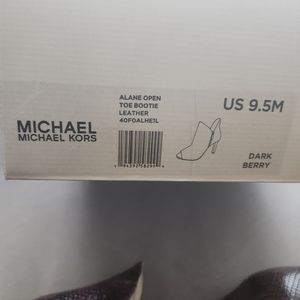 ALANE OPEN
TOE BOOTIE
LEATHER
40F0ALHE1L
US 9.5M
MICHAEL
MICHAEL KORS
DARK
BERRY